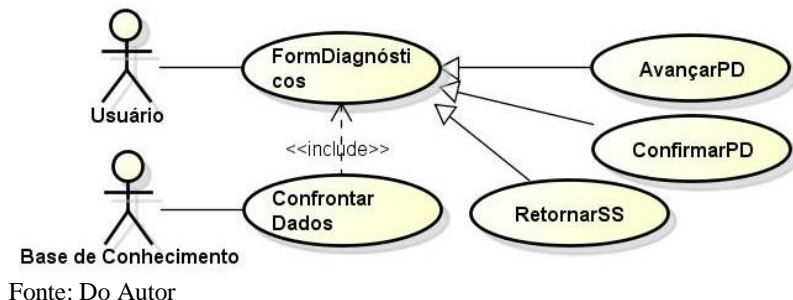 FormDiagnósti
cos
AvançarPD
Usuário
ConfirmarPD
<<include>>
Confrontar
Dados
RetornarSS
Base de Conhecimento
Fonte: Do Autor